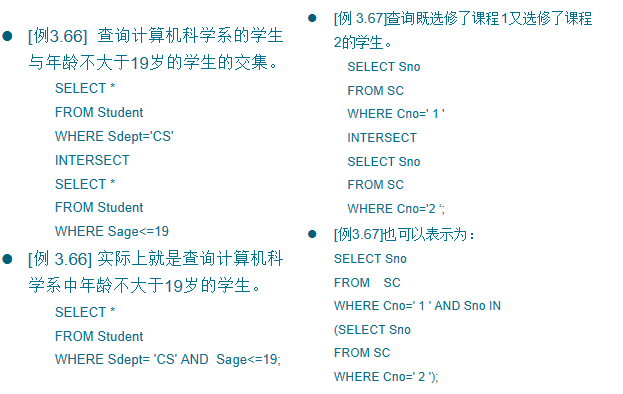 [例3.66] 查询计算机科学系的学生
与年龄不大于19岁的学生的交集。
SELECT *
FROM Student
WHERE Sdept='CS'
INTERSECT
SELECT *
FROM Student
WHERE Sage<=19
[例 3.66] 实际上就是查询计算机科
学系中年龄不大于19岁的学生。
SELECT *
FROM Student
WHERE Sdept= 'CS' AND Sage<=19;
[例 3.67]查询既选修了课程1又选修了课程
2的学生。
SELECT Sno
FROM SC
WHERE Cno=' 1 '
INTERSECT
SELECT Sno
FROM SC
WHERE Cno='2 ‘;
[例3.67]也可以表示为：
SELECT Sno
FROM SC
WHERE Cno=' 1 ' AND Sno IN
(SELECT Sno
FROM SC
WHERE Cno=' 2 ');